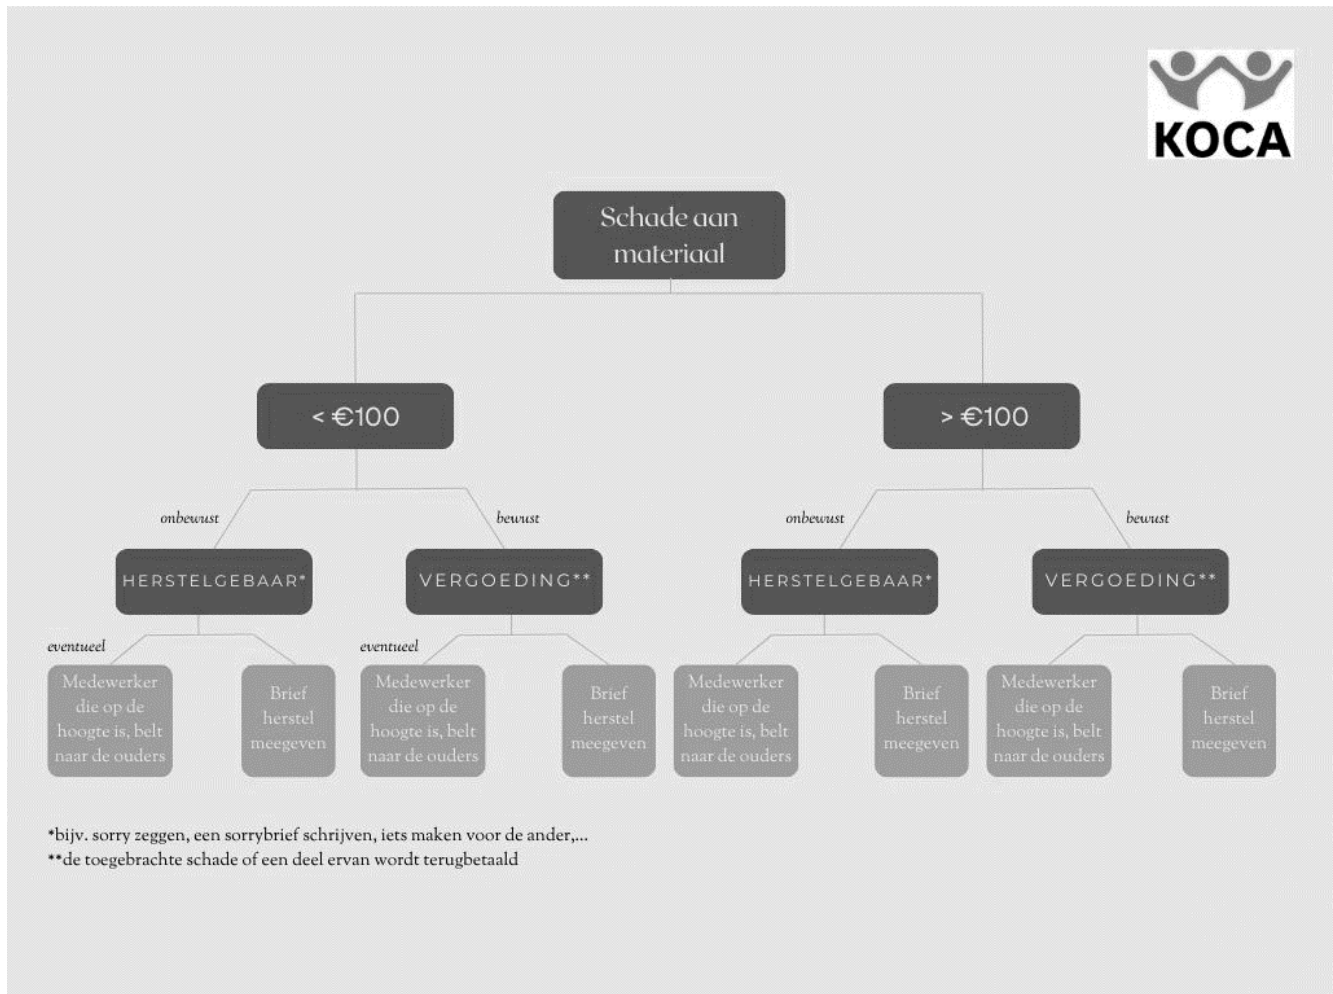 KOCA
Schade aan
materiaal
< €100
> €100
onbewust
bewust
onbewust
bewust
HERSTELGEBAAR*
VERGOEDING**
HERSTELGEBAAR*
VERGOEDING**
eventueel
eventueel
Medewerker
die op de
hoogte is, belt
naar de ouders
Brief
herstel
meegeven
Medewerker
die op de
hoogte is, belt
naar de ouders
Brief
herstel
meegeven
Medewerker
die op de
hoogte is, belt
naar de ouders
Brief
herstel
meegeven
Medewerker
die op de
hoogte is, belt
naar de ouders
Brief
herstel
meegeven
*bijv. sorry zeggen, een sorrybrief schrijven, iets maken voor de ander,...
**de toegebrachte schade of een deel ervan wordt terugbetaald